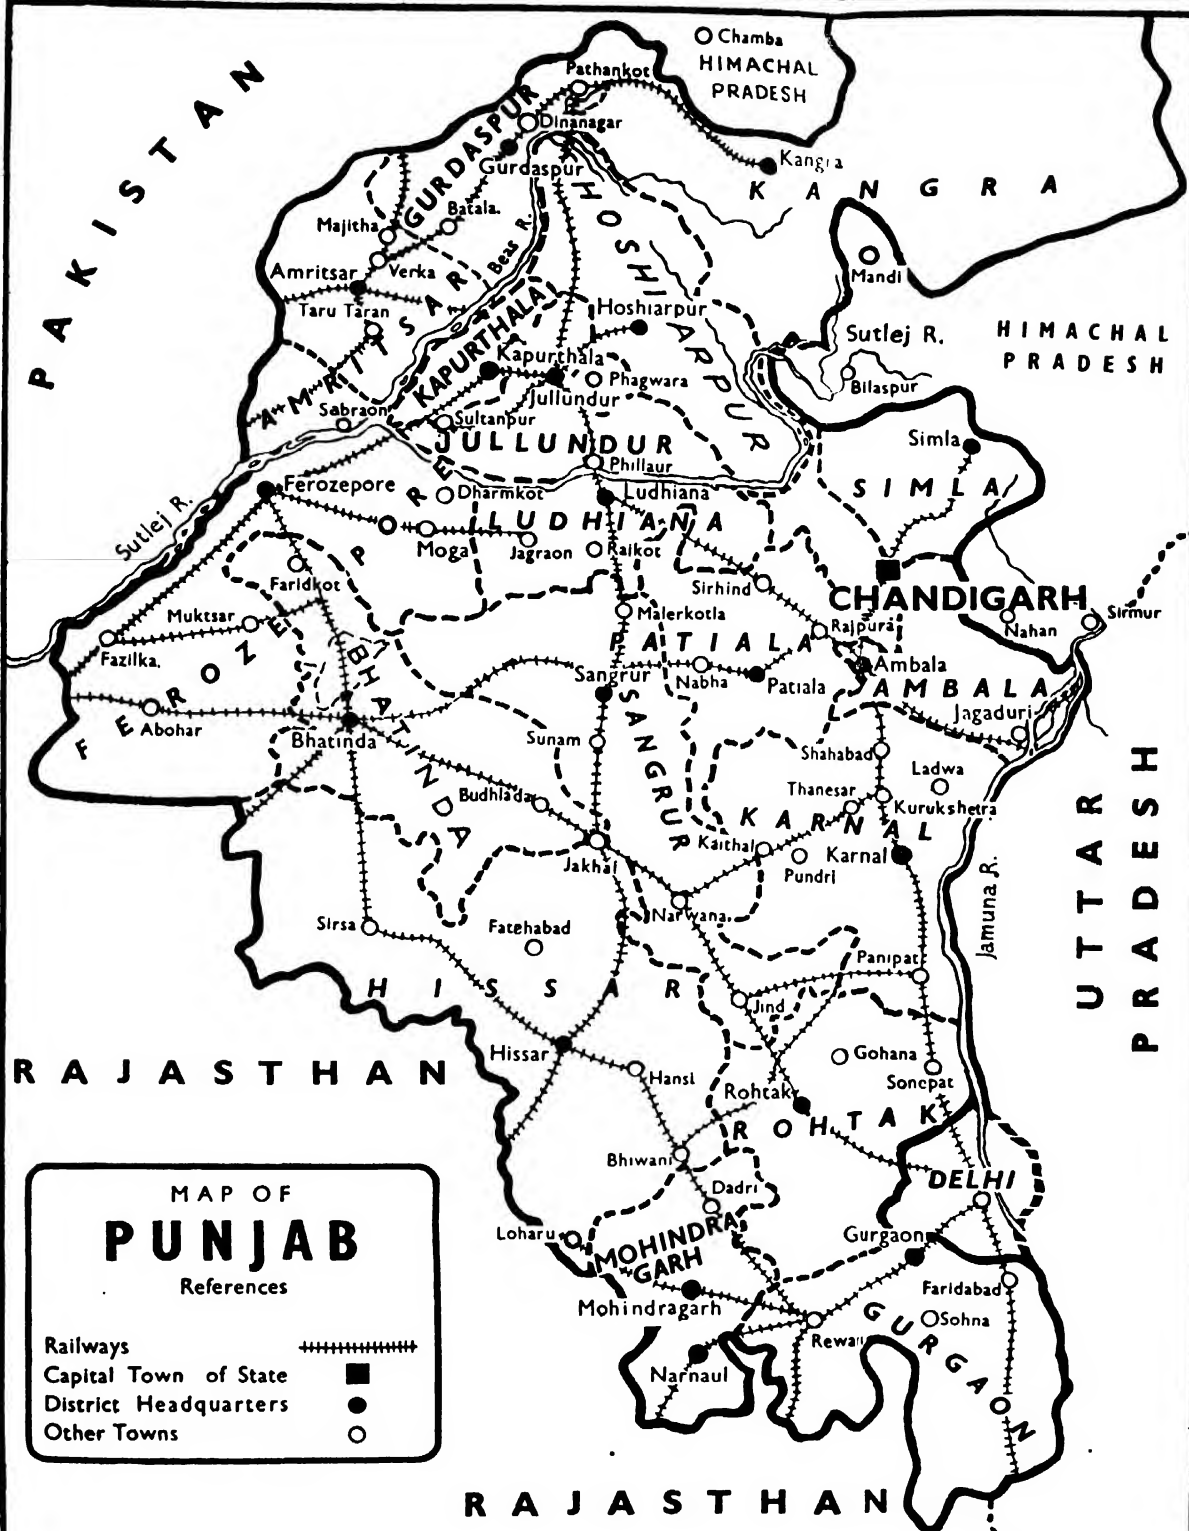 Chamba
HIMACHAL
PRADESH
Pathankot
PAKISTAN
GURDASPUR
Dinanagar
Gurdaspur
Kangra
KANGRA
HOSHIARPUR
Batala.
Majitha
Beas R.
Verka
Amritsar
Mandi
Taru Taran
AMRITSAR
KAPURTHALA
Hoshiarpur
Sutlej R.
HIMACHAL
PRADESH
Kapurthala
Phagwara
Jullundur
Bilaspur
Sabraon
Sultanpur
JULLUNDUR
Simla
Phillaur
SIMLA
Ferozepore
Dharmkot
Ludhiana
LUDHIANA
Sutlej R.
Moga
Jagraon
Raikot
FEROZEPORE
Faridkot
Sirhind
CHANDIGARH
Muktsar
Malerkotla
Rajpura
Nahan
Sirmur
Fazilka.
PATIALA
BHATINDA
Sangrur
Nabha
Patiala
Ambala
AMBALA
Abohar
Jagaduri
Bhatinda
Sunam
SANGRUR
Shahabad
Ladwa
Budhlada
Thanesar
Kurukshetra
KARNAL
Kaithal
Pundri
Karnal
Jakhal
UTTAR
PRADESH
Jamuna R.
Narwana.
Sirsa
Fatehabad
Panipat
HISSAR
Jind
Hissar
Gohana
Hansi
Sonepat
RAJASTHAN
Rohtak
ROHTAK
Bhiwani
Dadri
DELHI
Loharu
MOHINDRA
GARH
Gurgaon
Mohindragarh
Faridabad
GURGAON
Sohna
Rewari
Narnaul
MAP OF
PUNJAB
References
Railways
Capital Town of State
District Headquarters
Other Towns
RAJASTHAN